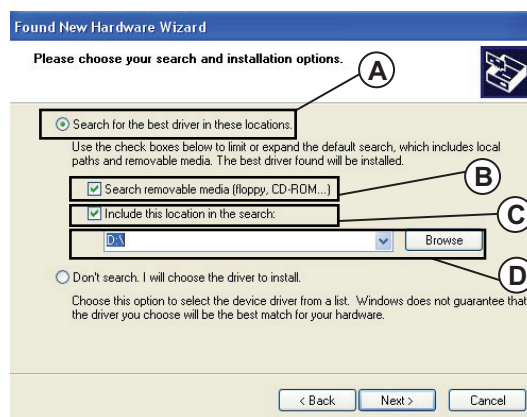 Found New Hardware Wizard
Please choose your search and installation options.
A
Search for the best driver in these locations.
Use the check boxes below to limit or expand the default search, which includes local
paths and removable media. The best driver found will be installed.
B
Search removable media (floppy, CD-ROM...)
C
Include this location in the search:
D:\
Browse
D
Don't search. I will choose the driver to install.
Choose this option to select the device driver from a list. Windows does not guarantee that
the driver you choose will be the best match for your hardware.
< Back
Next >
Cancel